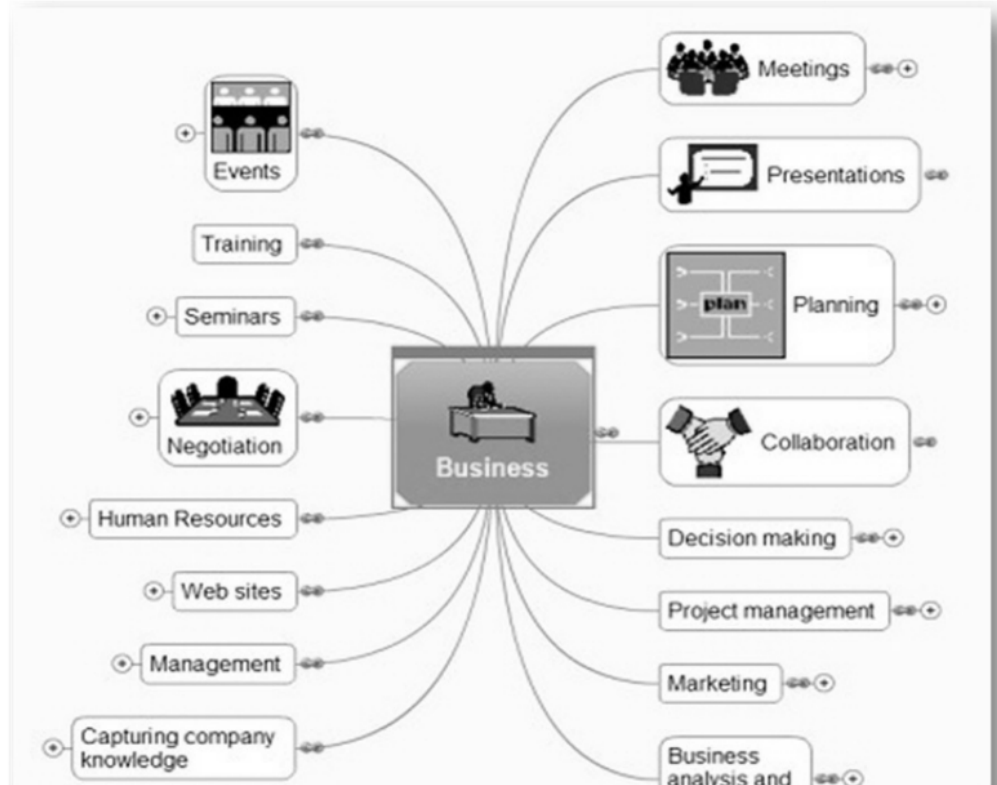 Events
Training
Seminars
Negotiation
Human Resources
Web sites
Management
Capturing company
knowledge
Business
Meetings
Presentations
plan
Planning
Collaboration
Decision making
Project management
Marketing
Business
analysis and